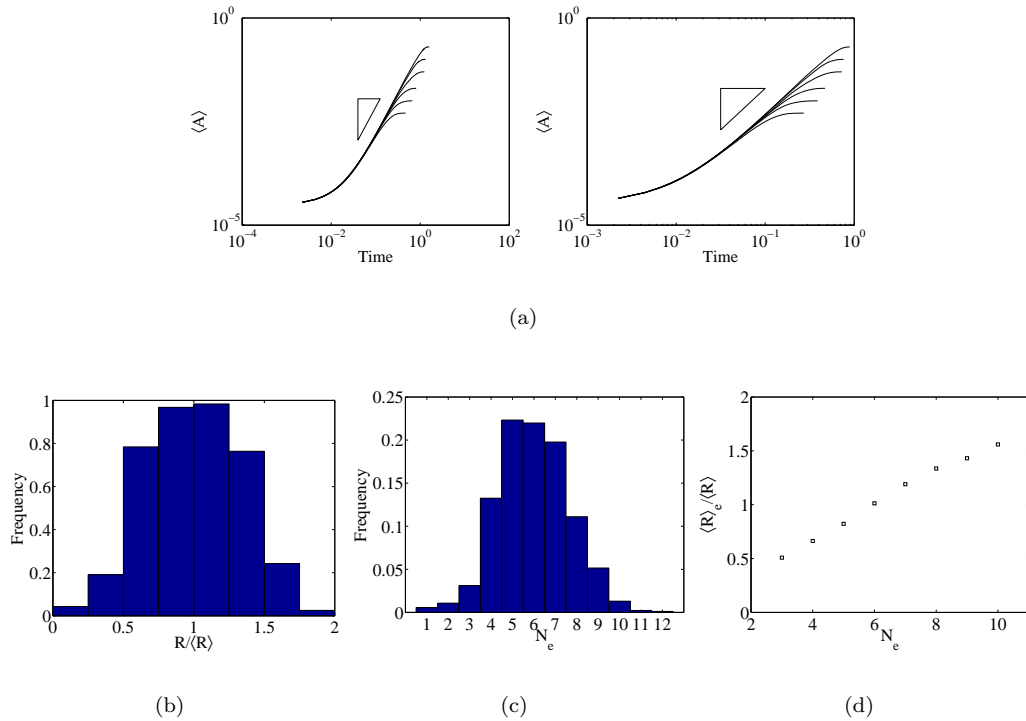 10^0
⟨A⟩
10^-5
10^-4 10^-2 10^0 10^2
Time
10^0
⟨A⟩
10^-5
10^-3 10^-2 10^-1 10^0
Time
(a)
1
0.8
0.6
0.4
0.2
0
Frequency
0 0.5 1 1.5 2
R/⟨R⟩
(b)
0.25
0.2
0.15
0.1
0.05
0
Frequency
1 2 3 4 5 6 7 8 9 10 11 12
N_e
(c)
2
1.5
1
0.5
0
⟨R⟩_e/⟨R⟩
2 4 6 8 10
N_e
(d)